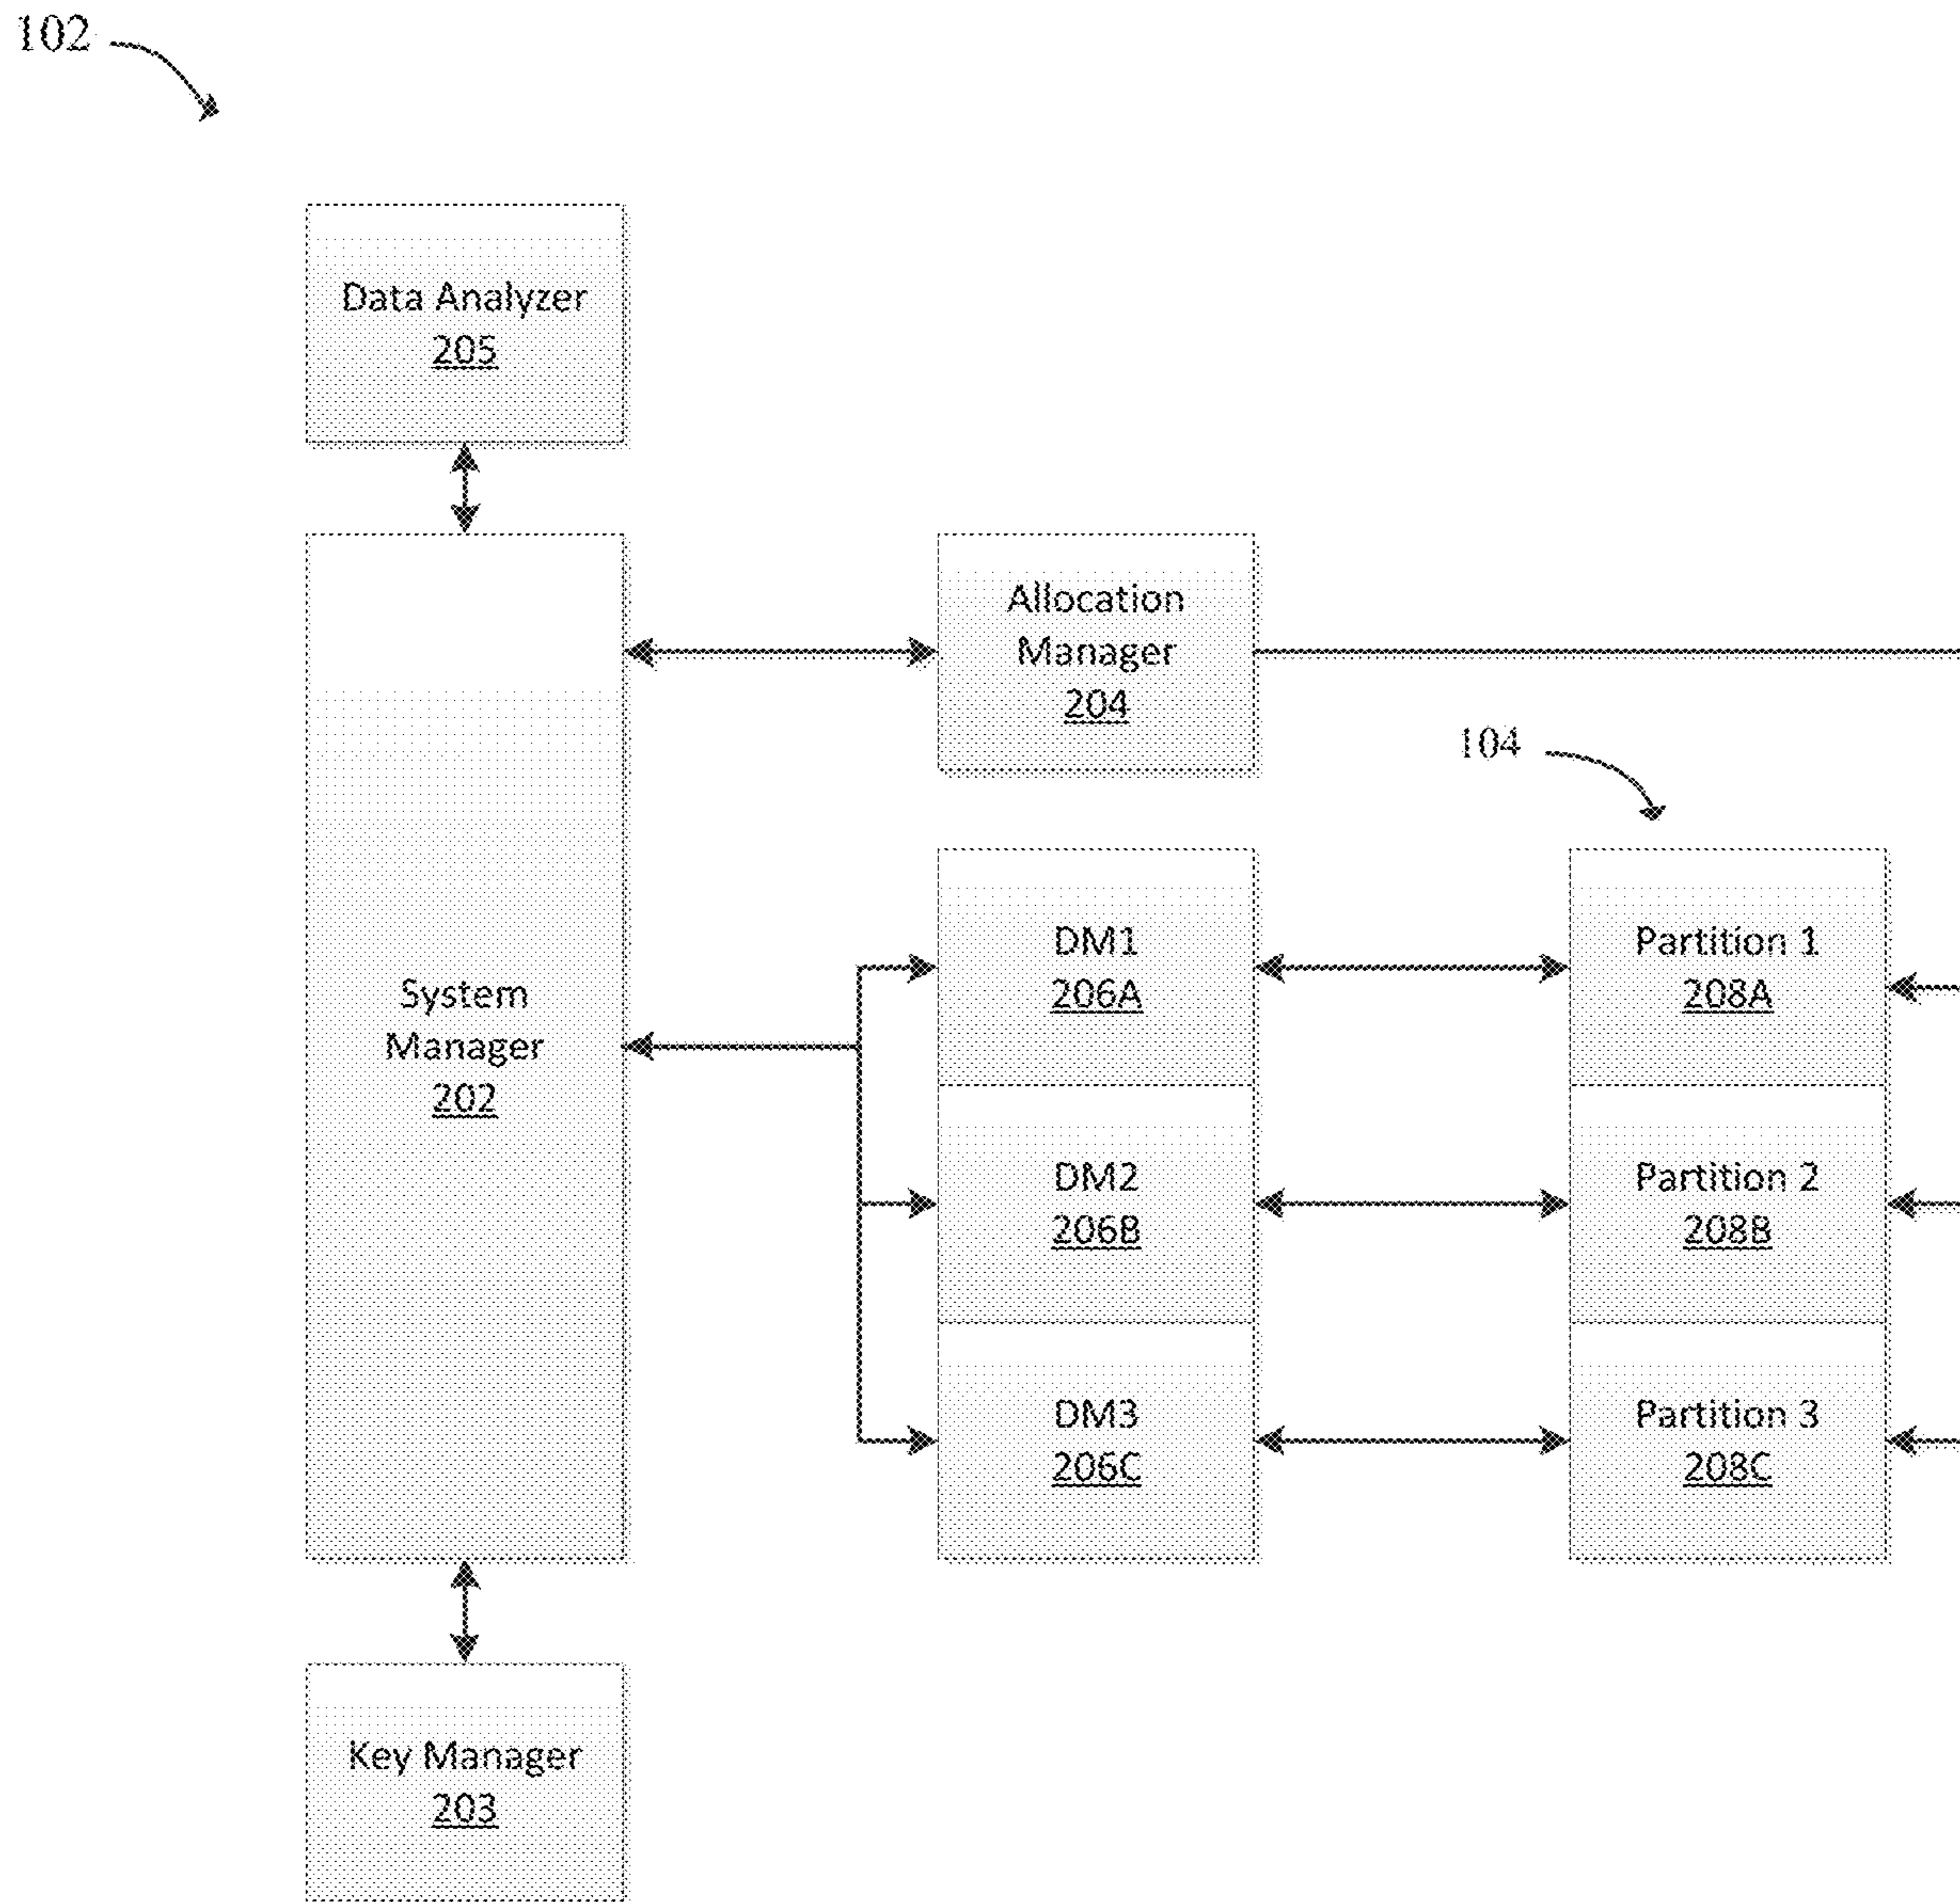 102
Data Analyzer
205
Allocation
Manager
204
104
System
Manager
202
DM1
206A
Partition 1
208A
DM2
206B
Partition 2
208B
DM3
206C
Partition 3
208C
Key Manager
203